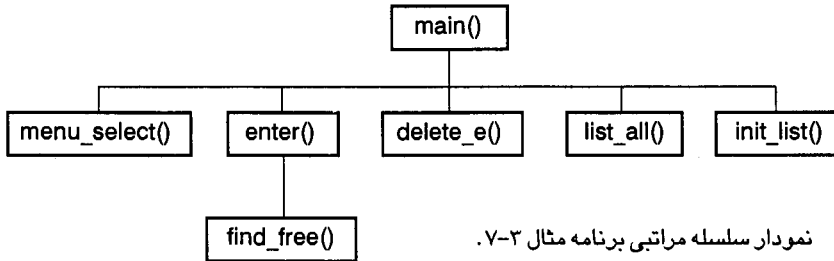 main()
menu_select() enter() delete_e() list_all() init_list()
find_free()
نمودار سلسله مراتبی برنامه مثال ۳-۷.